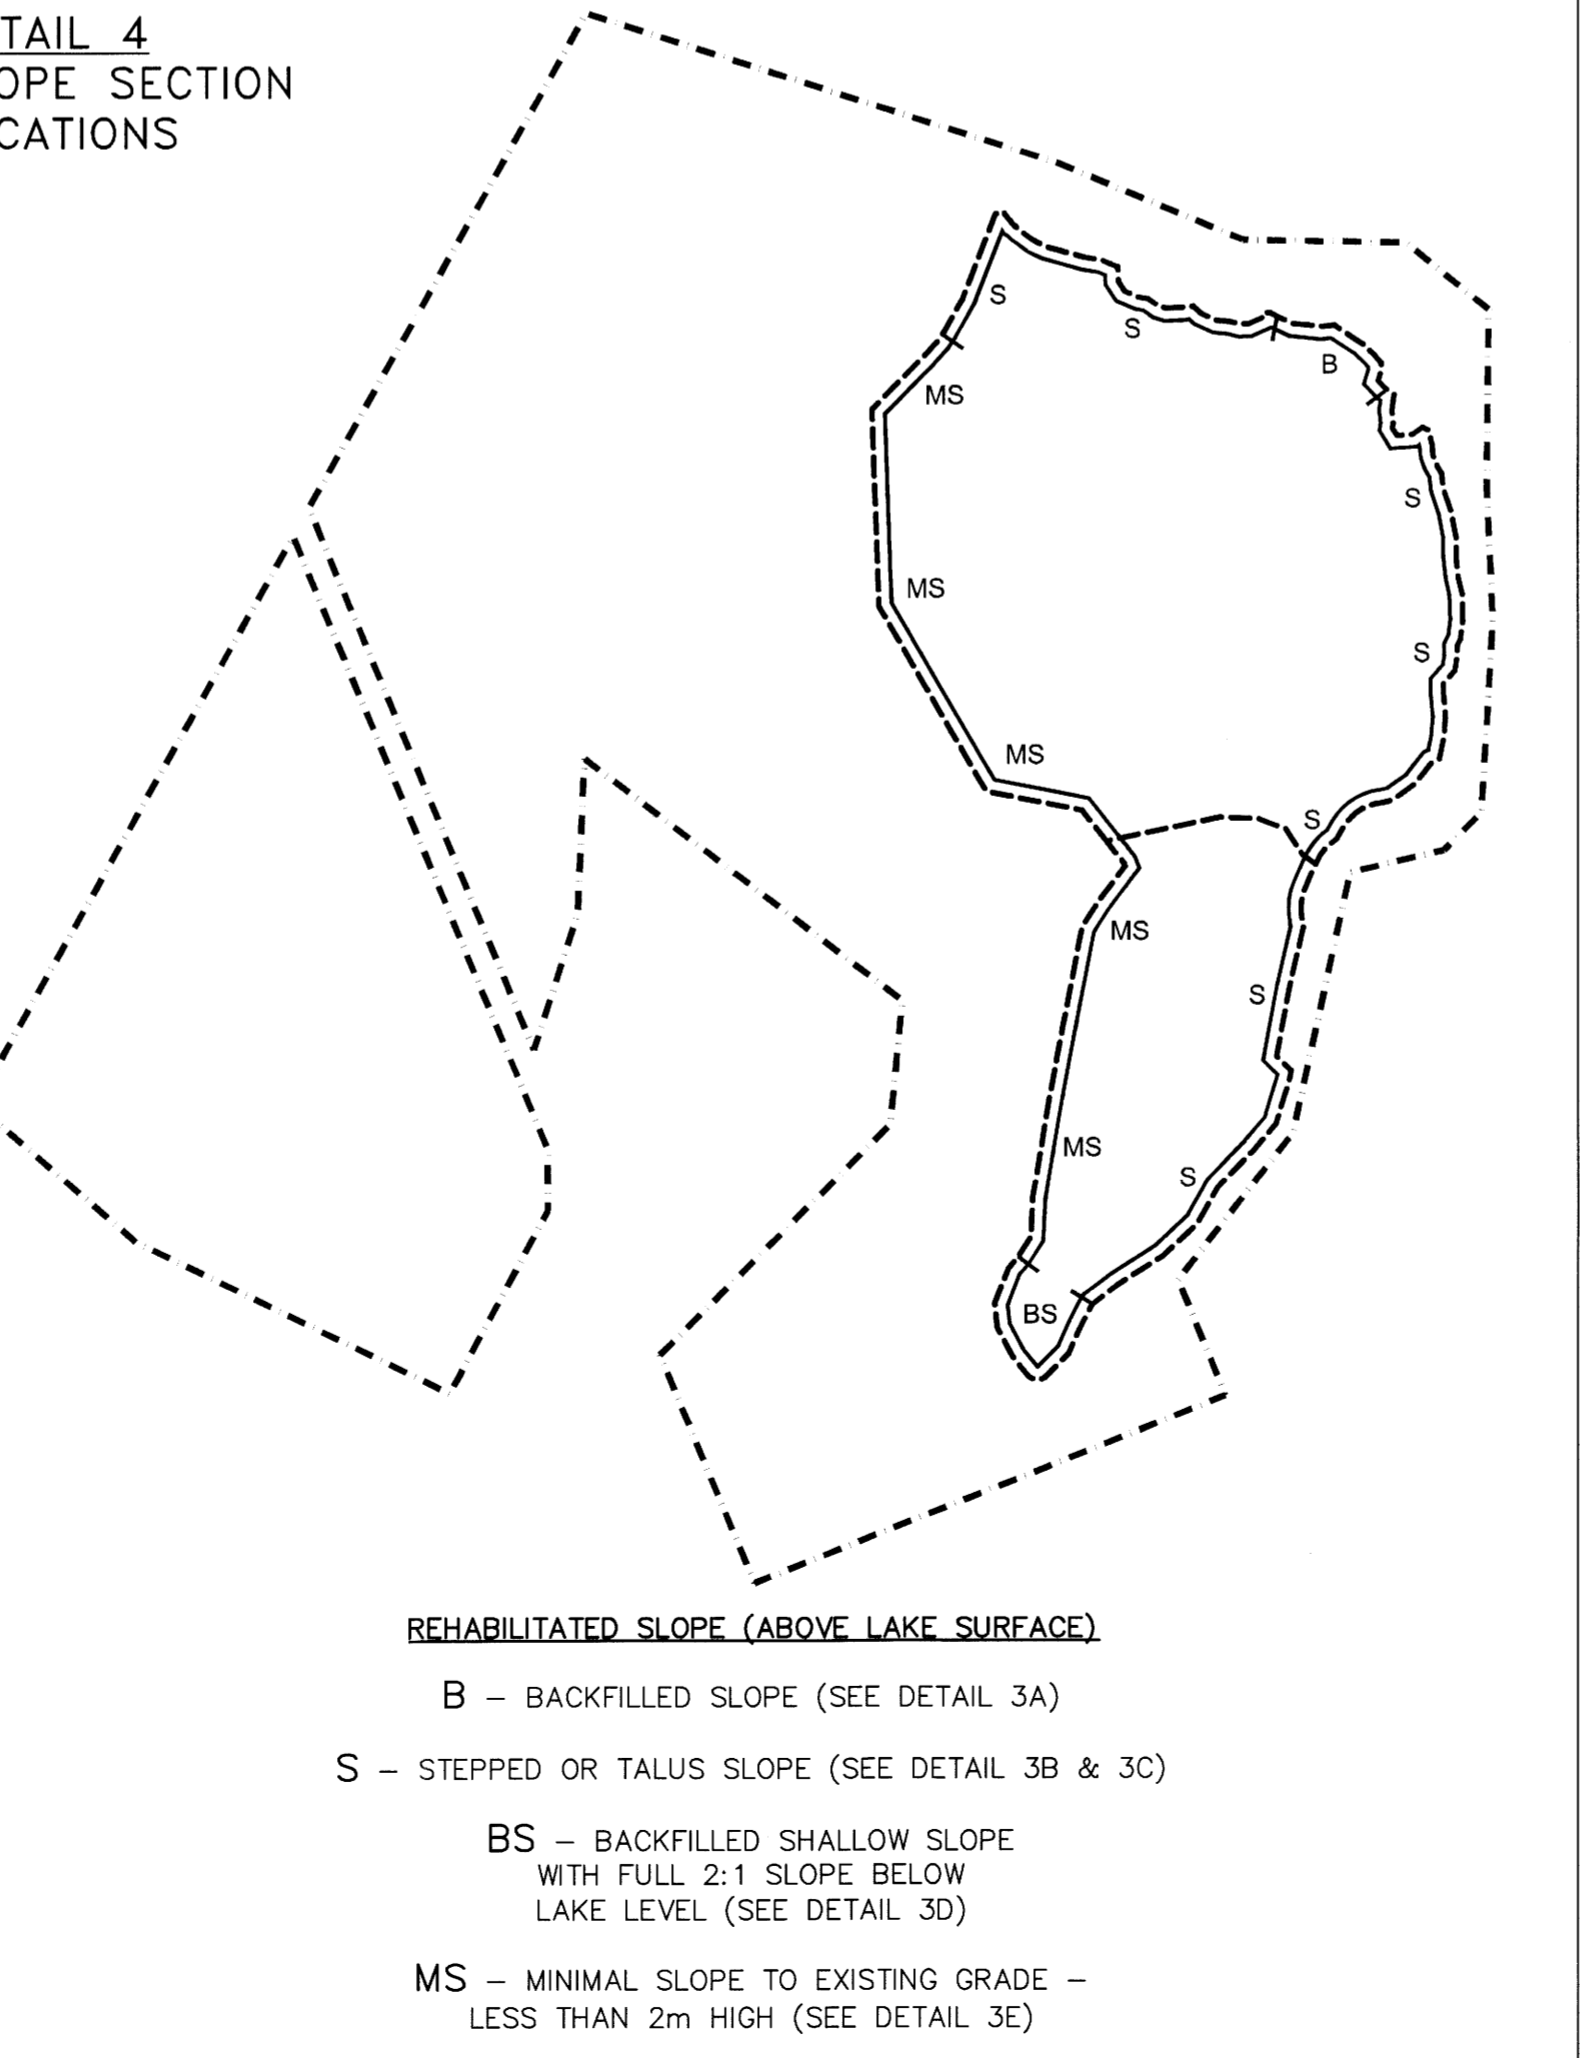 TAIL 4
OPE SECTION
CATIONS
S
S
B
MS
S
MS
S
MS
S
MS
S
MS
S
BS
REHABILITATED SLOPE (ABOVE LAKE SURFACE)
B – BACKFILLED SLOPE (SEE DETAIL 3A)
S – STEPPED OR TALUS SLOPE (SEE DETAIL 3B & 3C)
BS – BACKFILLED SHALLOW SLOPE
WITH FULL 2:1 SLOPE BELOW
LAKE LEVEL (SEE DETAIL 3D)
MS – MINIMAL SLOPE TO EXISTING GRADE –
LESS THAN 2m HIGH (SEE DETAIL 3E)